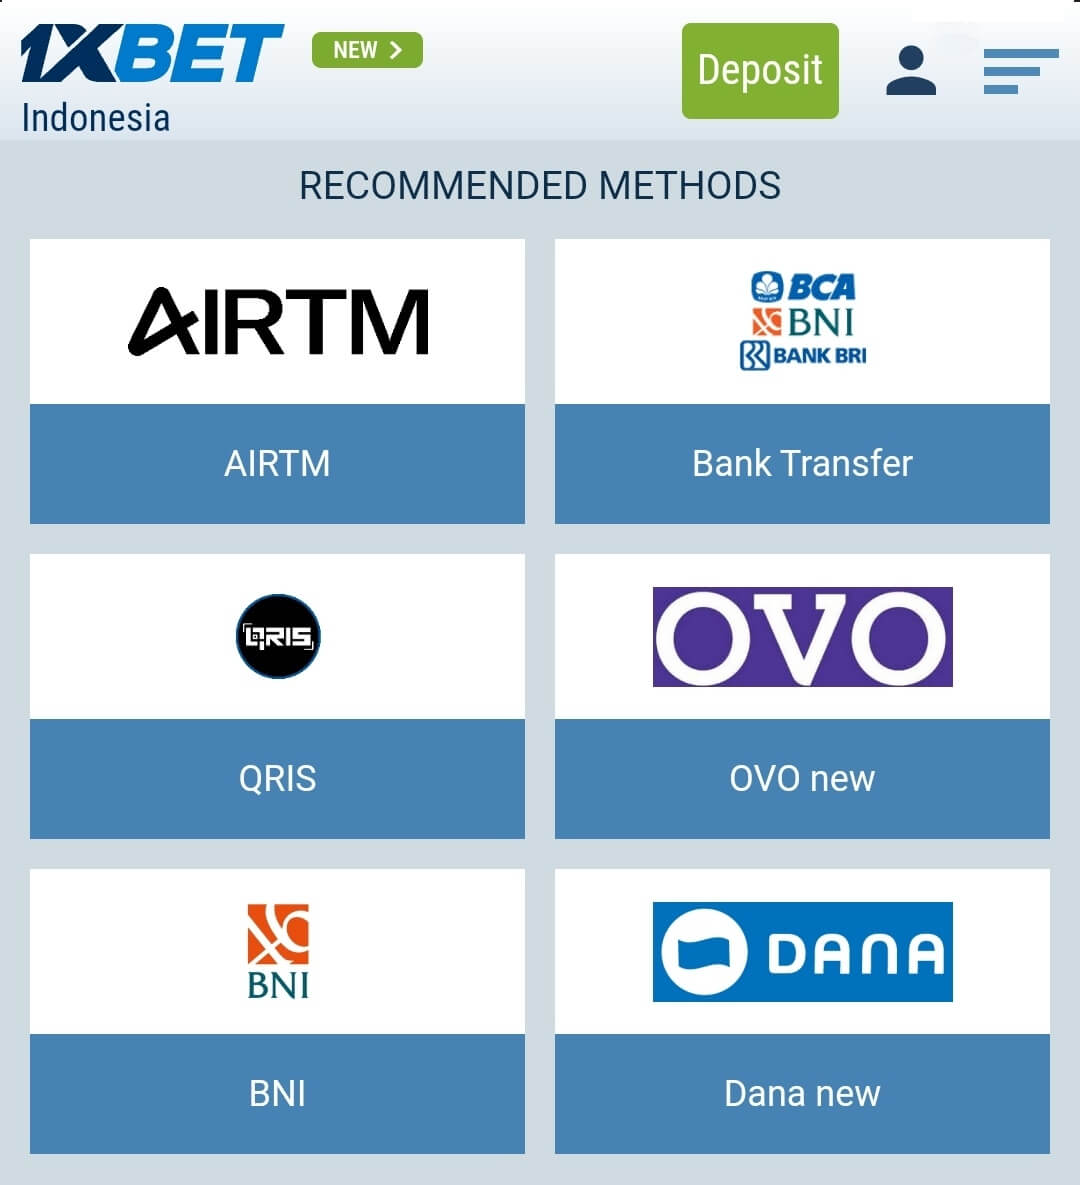 1XBET
NEW
Deposit
Indonesia
RECOMMENDED METHODS
AIRTM
BCA
BNI
BANK BRI
AIRTM
Bank Transfer
QRIS
OVO
QRIS
OVO new
BNI
DANA
BNI
Dana new